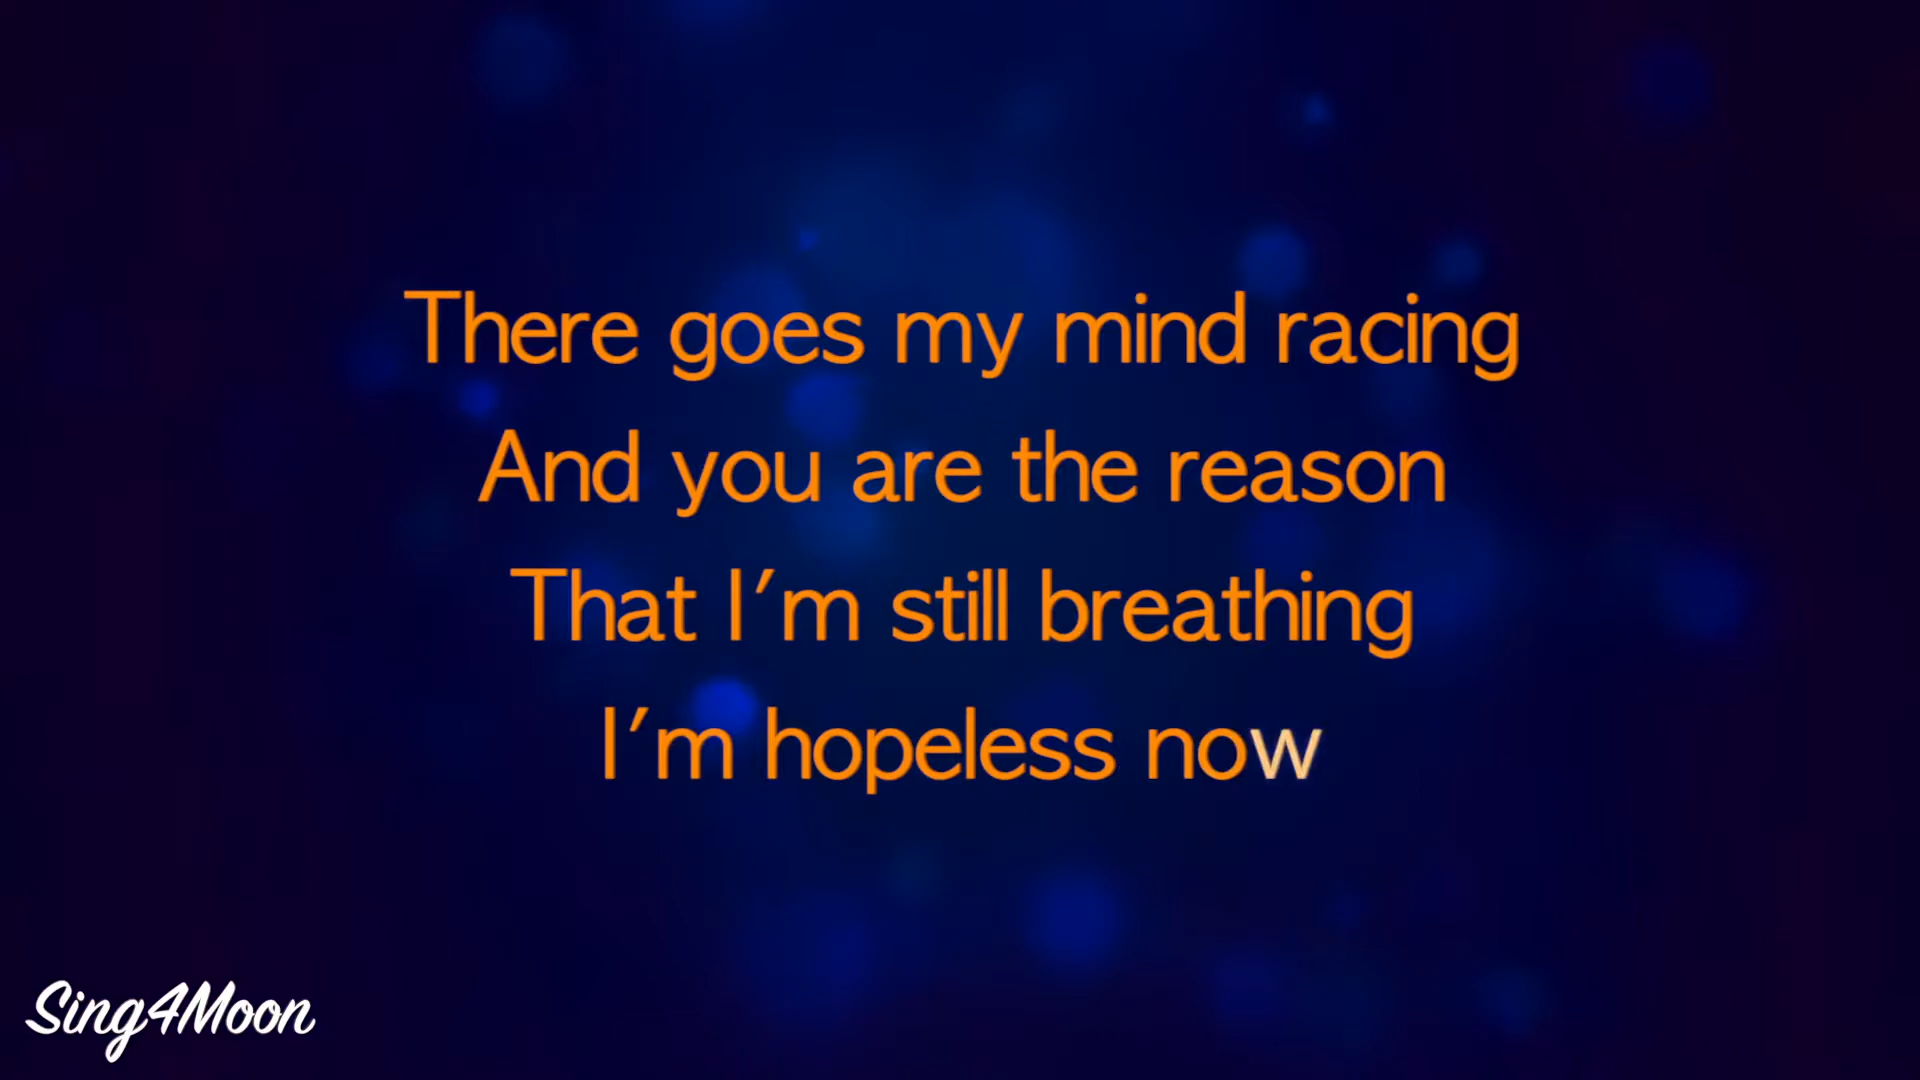 There goes my mind racing
And you are the reason
That I'm still breathing
I'm hopeless now
Sing4Moon